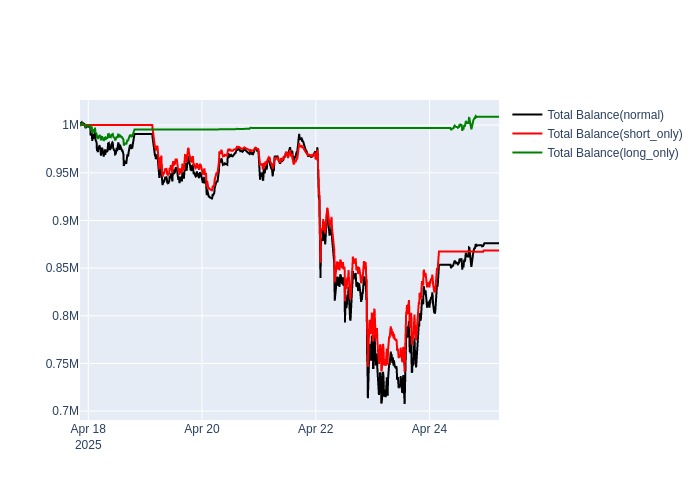 Total Balance(normal)
Total Balance(short_only)
Total Balance(long_only)
1M
0.95M
0.9M
0.85M
0.8M
0.75M
0.7M
Apr 18
2025
Apr 20
Apr 22
Apr 24